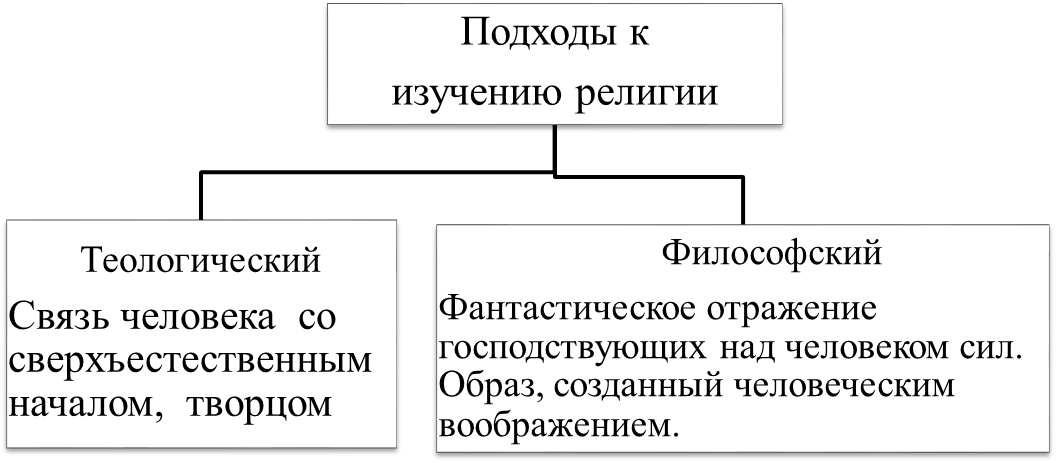 Подходы к
изучению религии
Теологический
Связь человека со
сверхъестественным
началом, творцом
Философский
Фантастическое отражение
господствующих над человеком сил.
Образ, созданный человеческим
воображением.